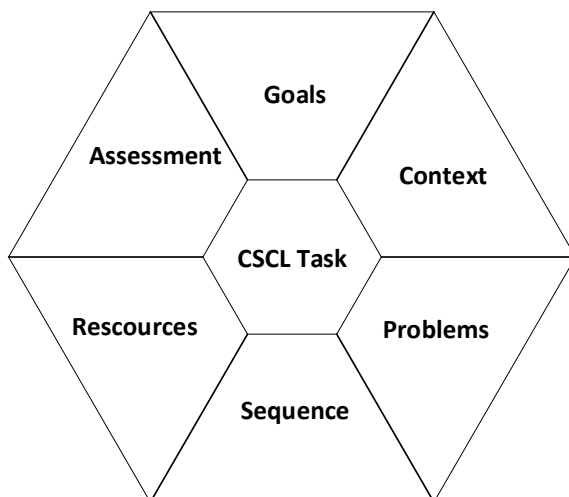 Goals
Assessment
Context
CSCL Task
Rescources
Problems
Sequence